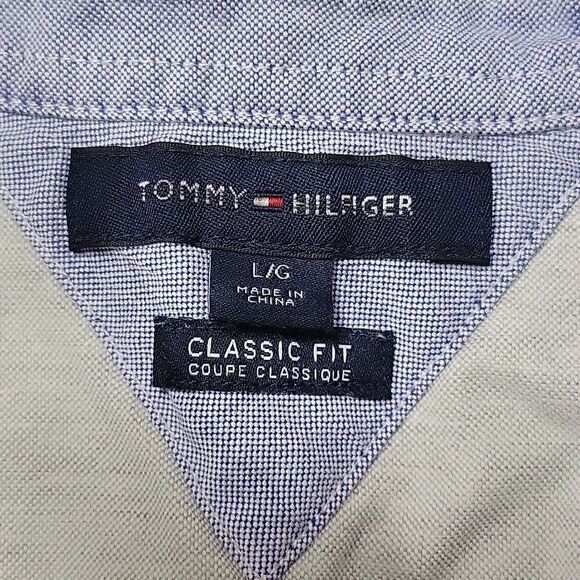 TOMMY HILFIGER
L/G
MADE IN
CHINA
CLASSIC FIT
COUPE CLASSIQUE